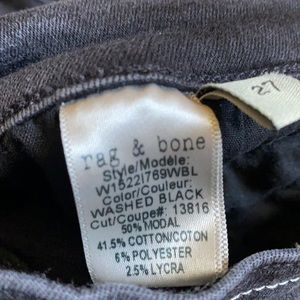 27
rag & bone
Style/Modèle:
W1522I769WBL
Color/Couleur:
WASHED BLACK
Cut/Coupe#: 13816
50% MODAL
41.5% COTTON/COTON
6% POLYESTER
2.5% LYCRA